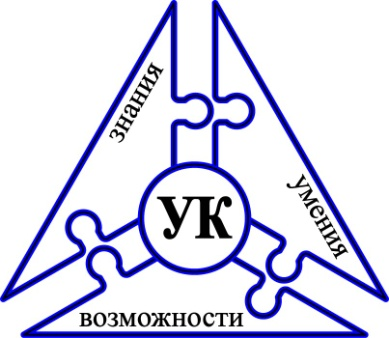 знания
умения
УК
возможности